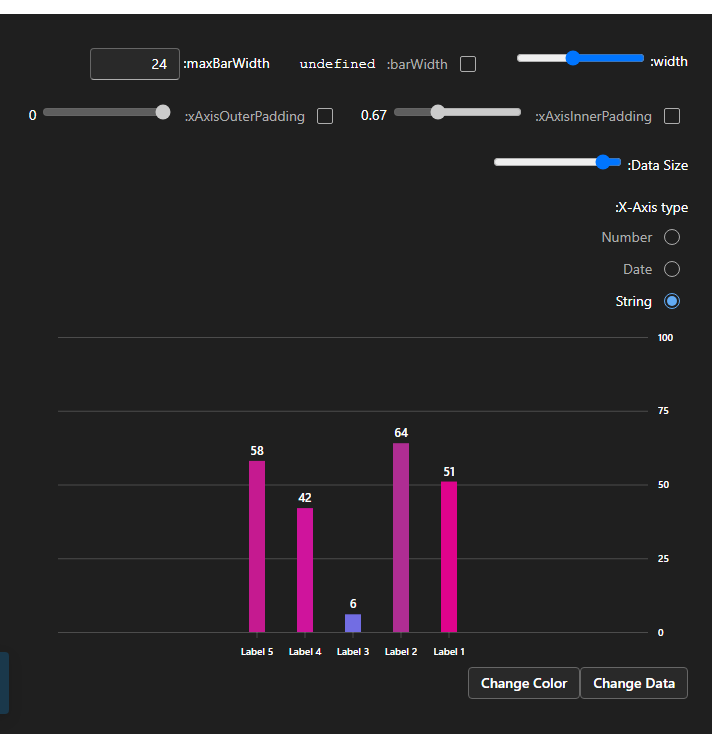 24 :maxBarWidth undefined :barWidth :width
0 :xAxisOuterPadding 0.67 :xAxisInnerPadding
:Data Size
:X-Axis type
Number
Date
String
100
75
64
58
51
50
42
25
6
0
Label 5 Label 4 Label 3 Label 2 Label 1
Change Color Change Data